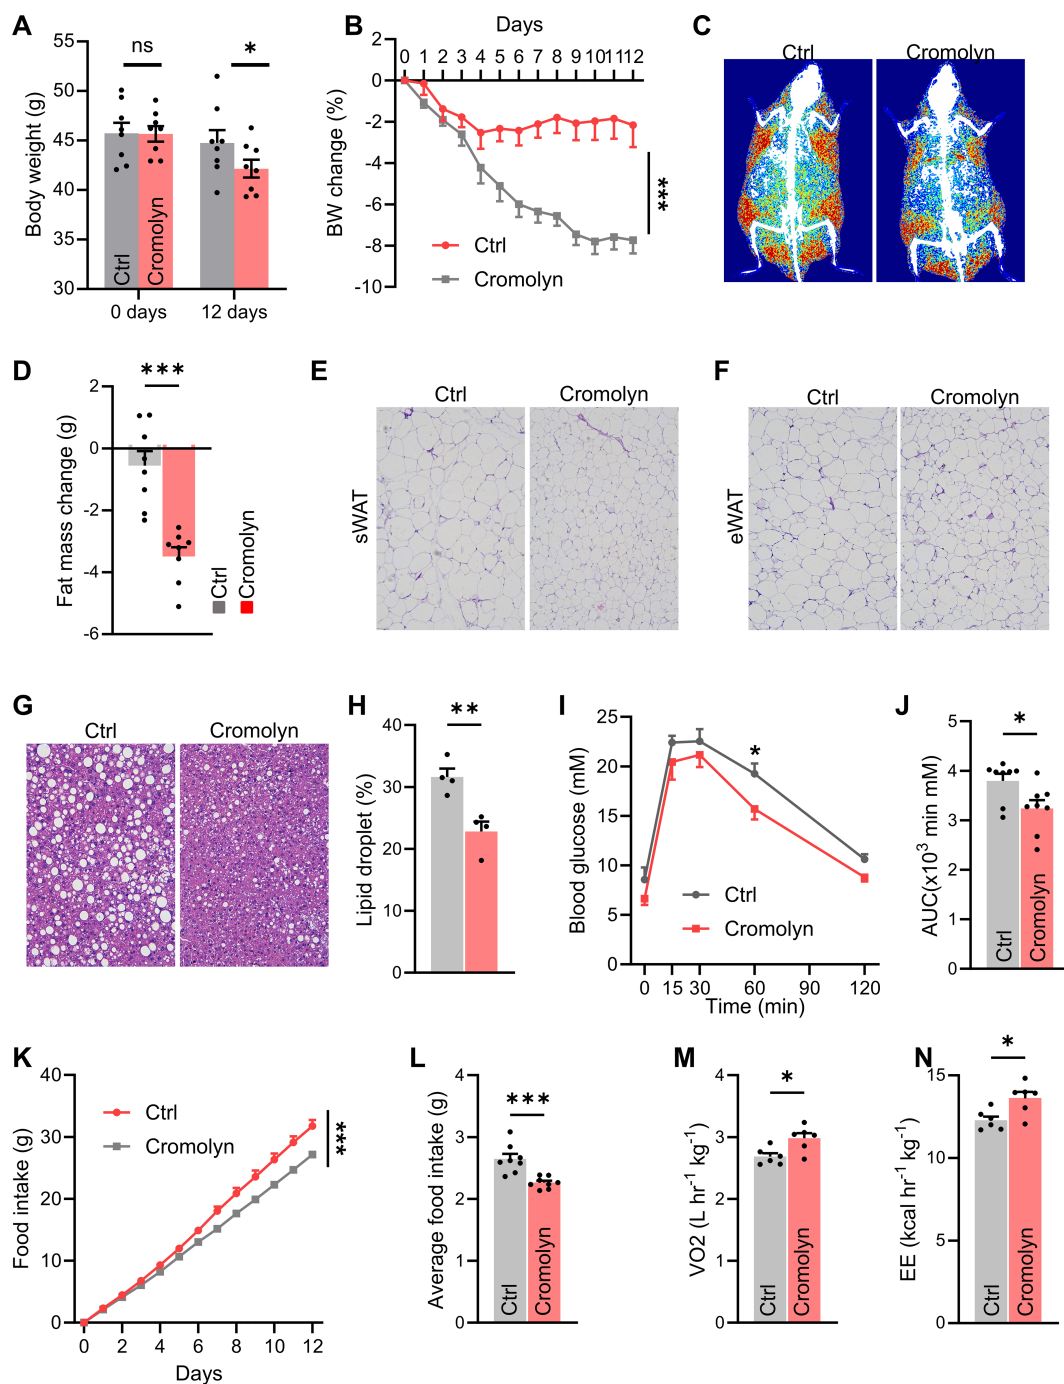 A
Body weight (g)
55
50
45
40
35
30
ns
*
Ctrl
Cromolyn
0 days
12 days
B
Days
BW change (%)
2
0
-2
-4
-6
-8
-10
0 1 2 3 4 5 6 7 8 9 10 11 12
***
Ctrl
Cromolyn
C
Ctrl
Cromolyn
D
Fat mass change (g)
2
0
-2
-4
-6
***
Ctrl
Cromolyn
E
Ctrl
Cromolyn
sWAT
F
Ctrl
Cromolyn
eWAT
G
Ctrl
Cromolyn
H
Lipid droplet (%)
40
30
20
10
0
**
I
Blood glucose (mM)
25
20
15
10
5
0
*
Ctrl
Cromolyn
0 15 30 60 90 120
Time (min)
J
AUC(x10³ min mM)
5
4
3
2
1
0
*
Ctrl
Cromolyn
K
Food intake (g)
40
30
20
10
0
Ctrl
Cromolyn
***
0 2 4 6 8 10 12
Days
L
Average food intake (g)
4
3
2
1
0
***
Ctrl
Cromolyn
M
VO2 (L hr⁻¹ kg⁻¹)
4
3
2
1
0
*
Ctrl
Cromolyn
N
EE (kcal hr⁻¹ kg⁻¹)
15
10
5
0
*
Ctrl
Cromolyn